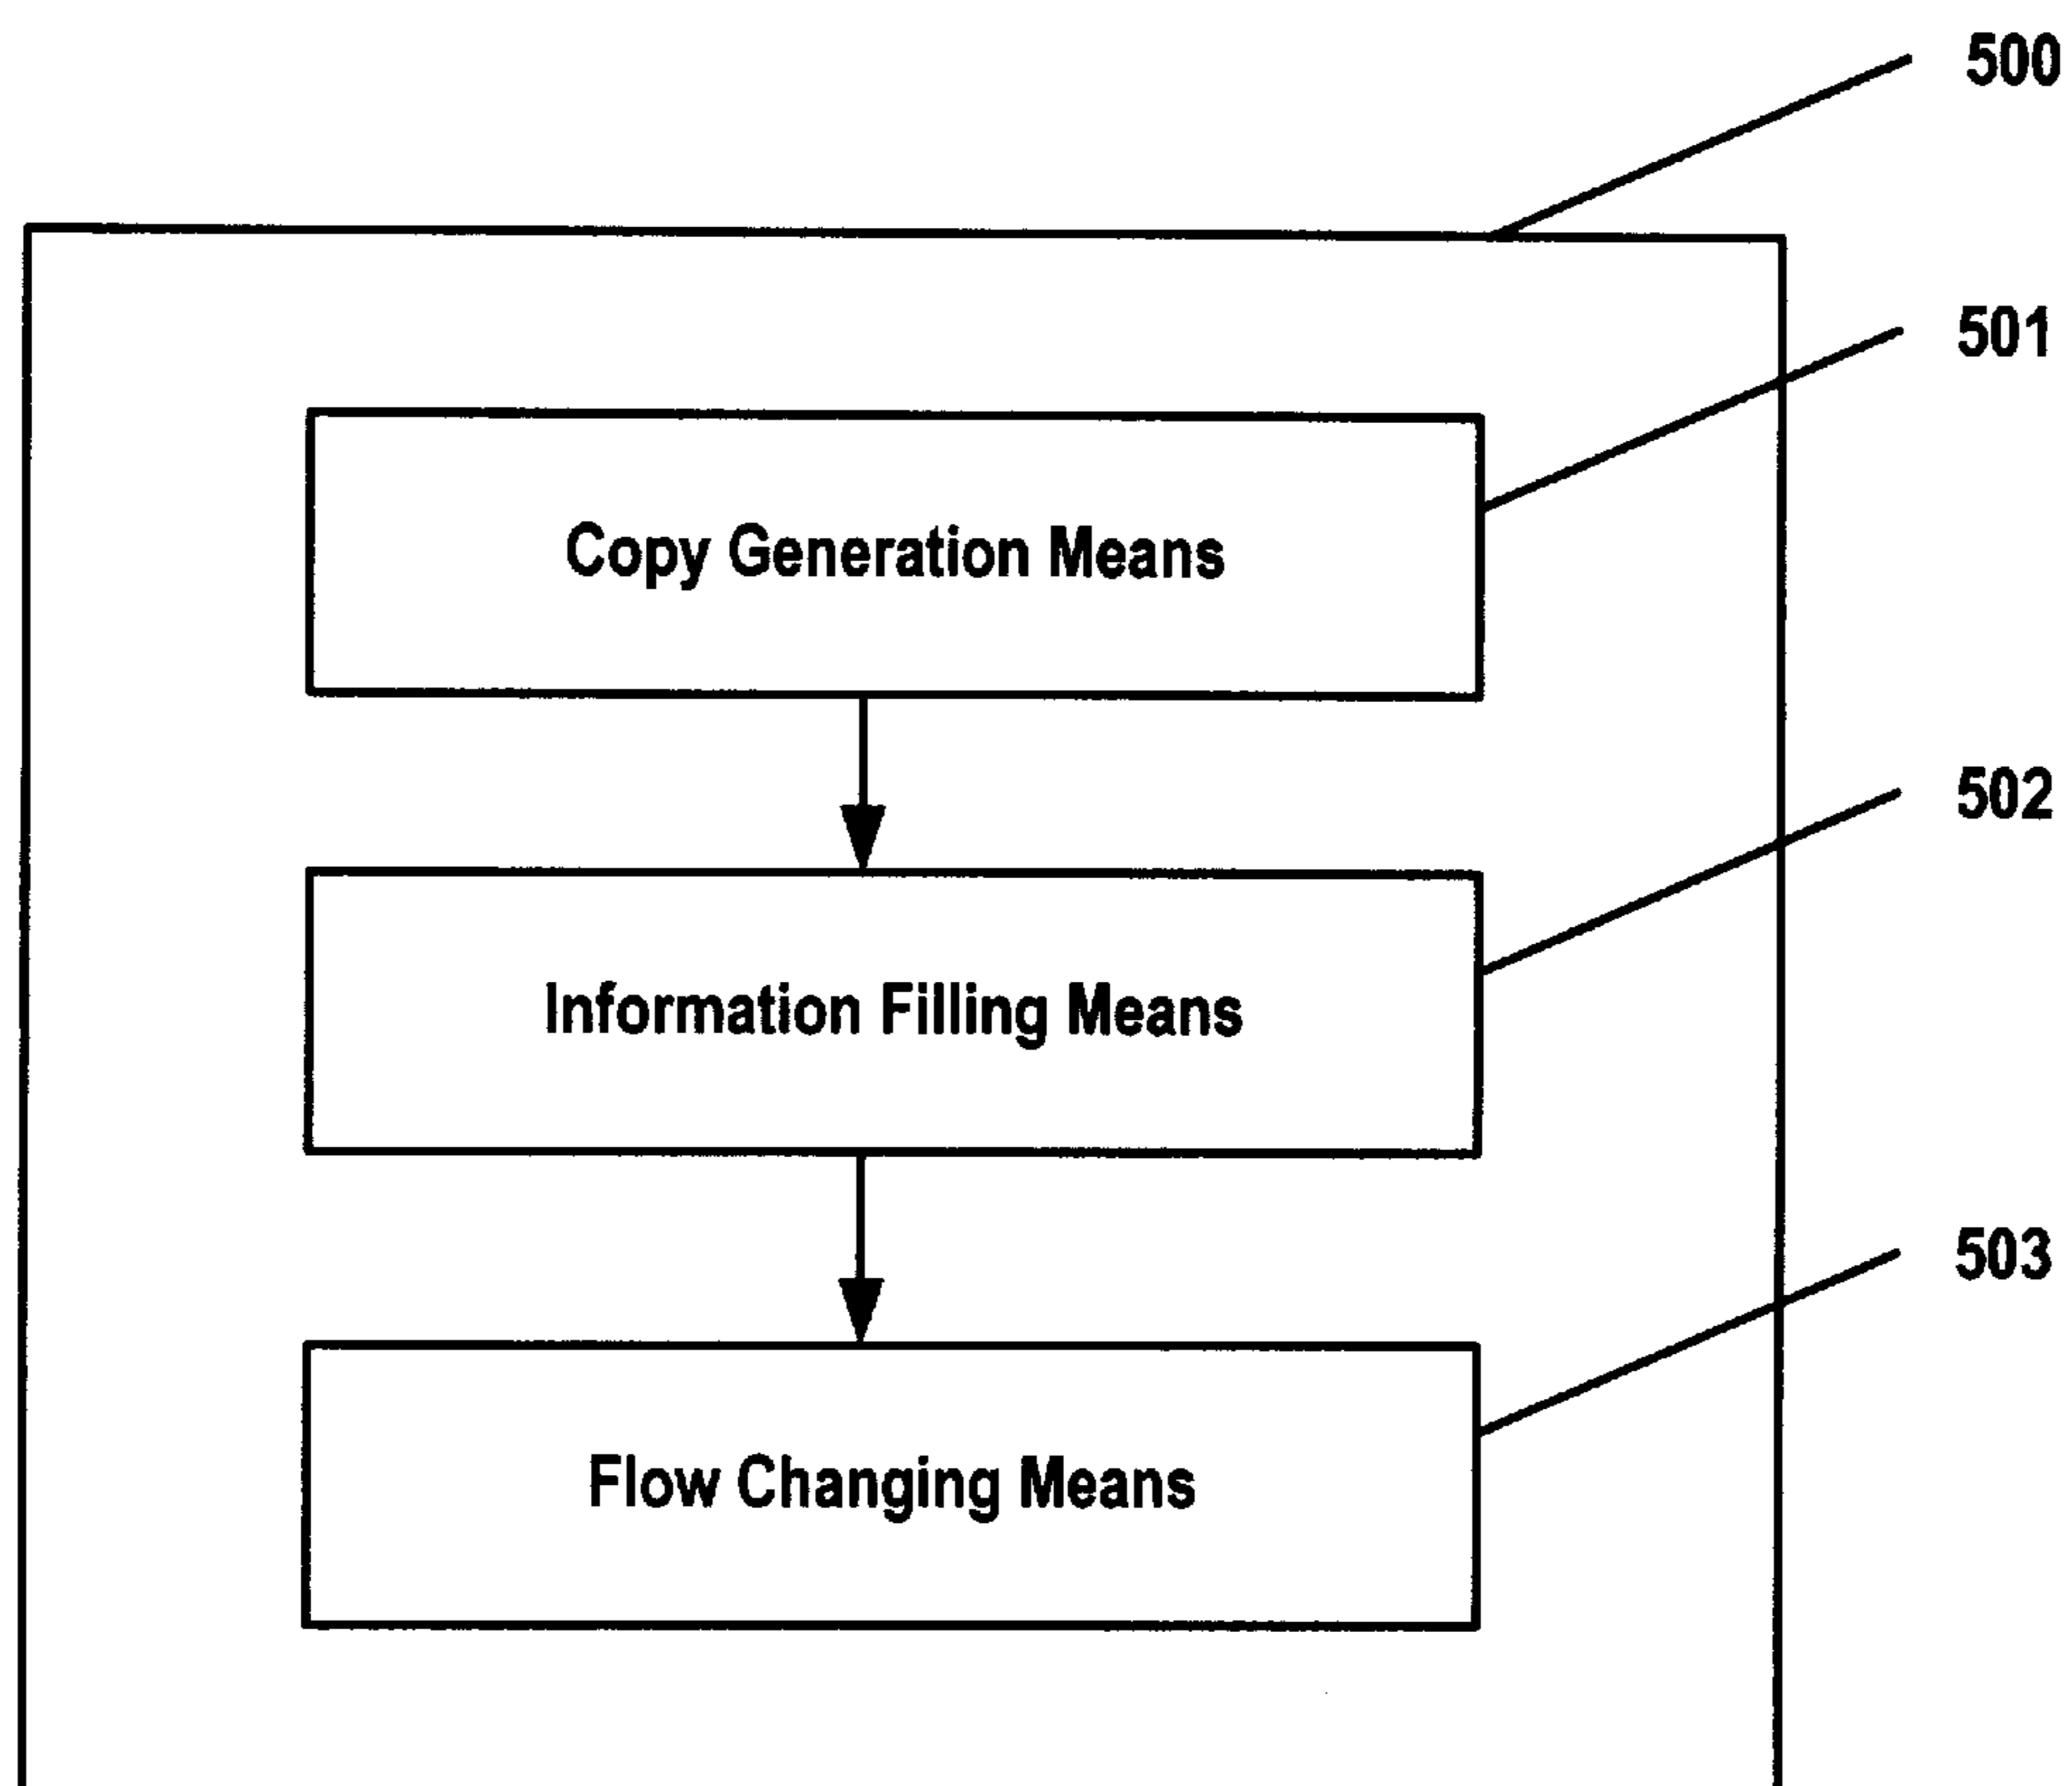 500
501
Copy Generation Means
502
Information Filling Means
503
Flow Changing Means